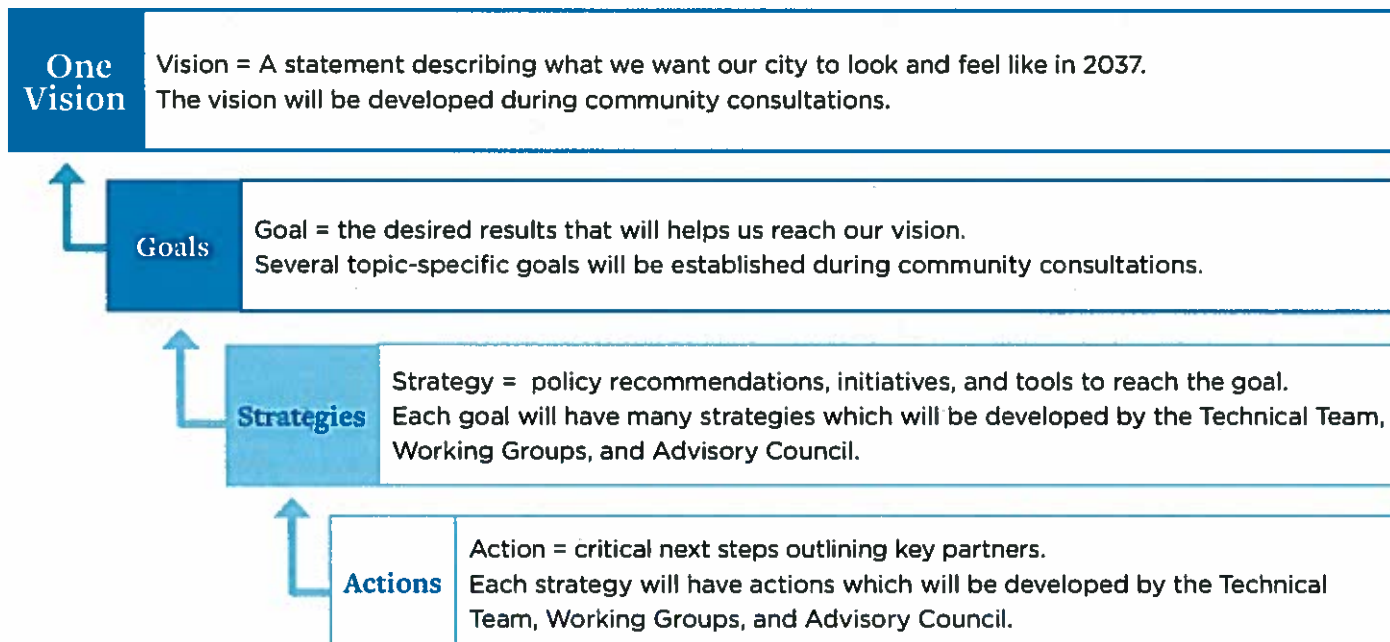 One
Vision
Vision = A statement describing what we want our city to look and feel like in 2037.
The vision will be developed during community consultations.
Goals
Goal = the desired results that will helps us reach our vision.
Several topic-specific goals will be established during community consultations.
Strategies
Strategy = policy recommendations, initiatives, and tools to reach the goal.
Each goal will have many strategies which will be developed by the Technical Team,
Working Groups, and Advisory Council.
Actions
Action = critical next steps outlining key partners.
Each strategy will have actions which will be developed by the Technical
Team, Working Groups, and Advisory Council.